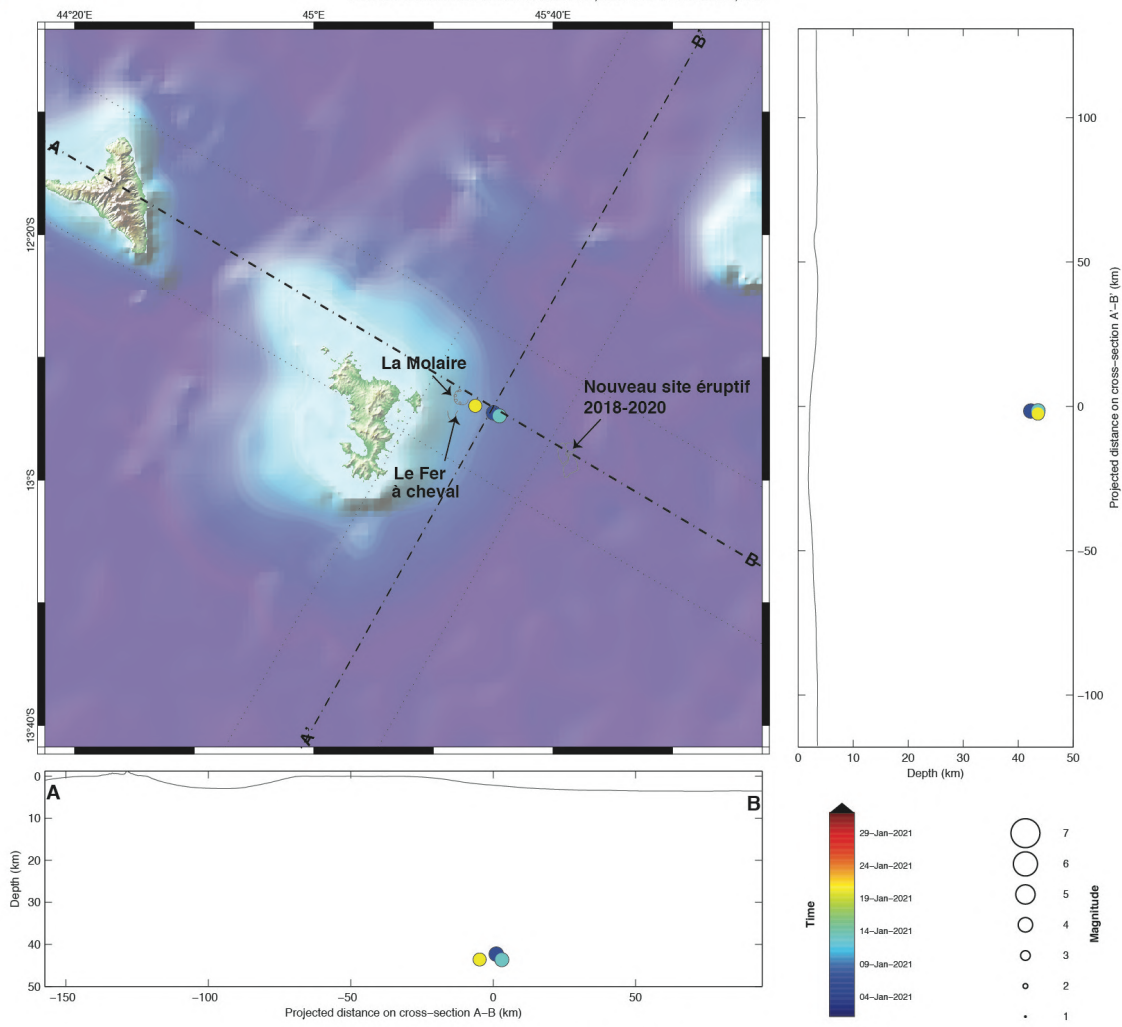 44°20'E
45°E
45°40'E
12°20'S
13°S
13°40'S
A
B'
La Molaire
Nouveau site éruptif
2018-2020
Le Fer
à cheval
B
A'
0
10
20
30
40
50
Depth (km)
100
50
0
−50
−100
Projected distance on cross−section A'−B' (km)
A
B
0
10
20
30
40
50
Depth (km)
−150
−100
−50
0
50
Projected distance on cross−section A−B (km)
Time
29−Jan−2021
24−Jan−2021
19−Jan−2021
14−Jan−2021
09−Jan−2021
04−Jan−2021
7
6
5
4
3
2
1
Magnitude